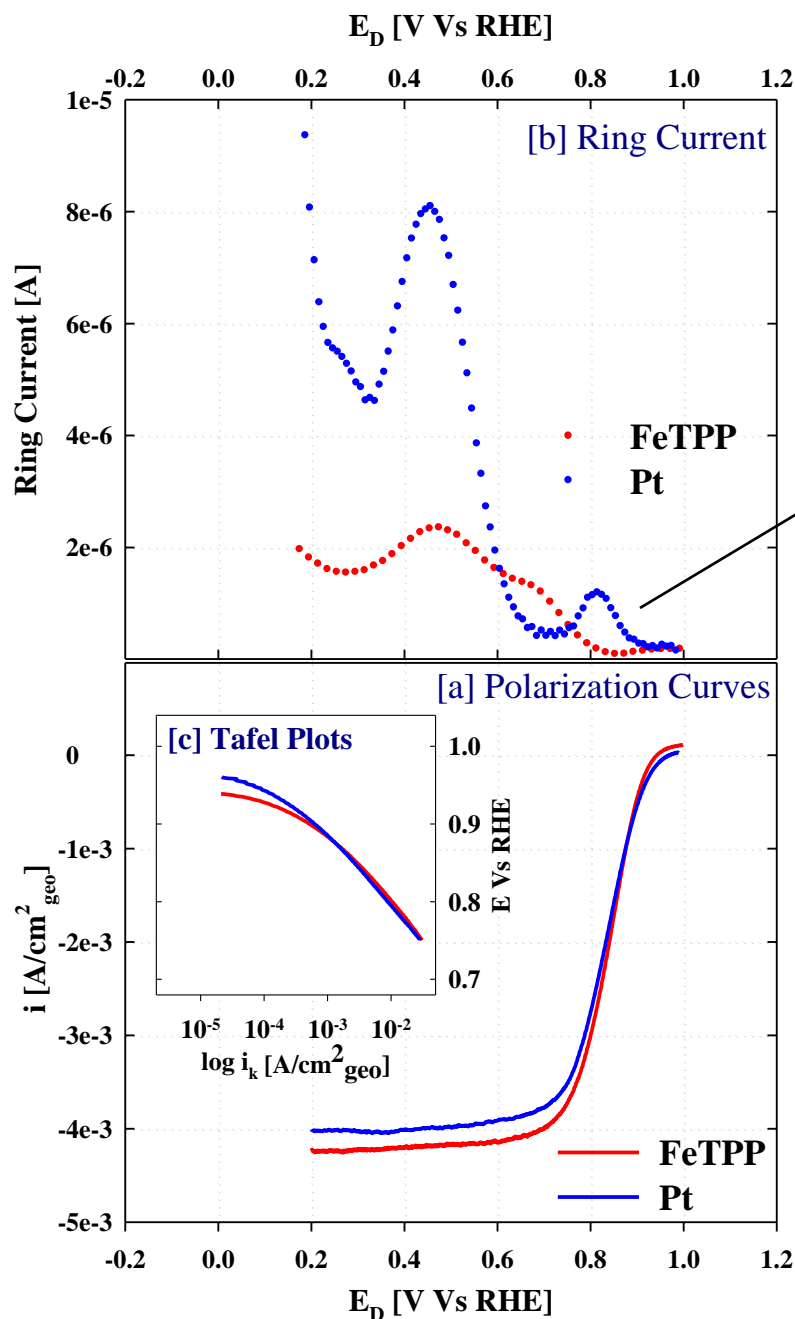 E_D [V Vs RHE]
-0.2 0.0 0.2 0.4 0.6 0.8 1.0 1.2
1e-5
[b] Ring Current
8e-6
6e-6
Ring Current [A]
4e-6
FeTPP
Pt
2e-6
[a] Polarization Curves
[c] Tafel Plots
1.0
0
0.9
-1e-3
E Vs RHE
0.8
-2e-3
i [A/cm²geo]
0.7
10⁻⁵ 10⁻⁴ 10⁻³ 10⁻²
-3e-3
log i_k [A/cm²geo]
-4e-3
FeTPP
Pt
-5e-3
-0.2 0.0 0.2 0.4 0.6 0.8 1.0 1.2
E_D [V Vs RHE]